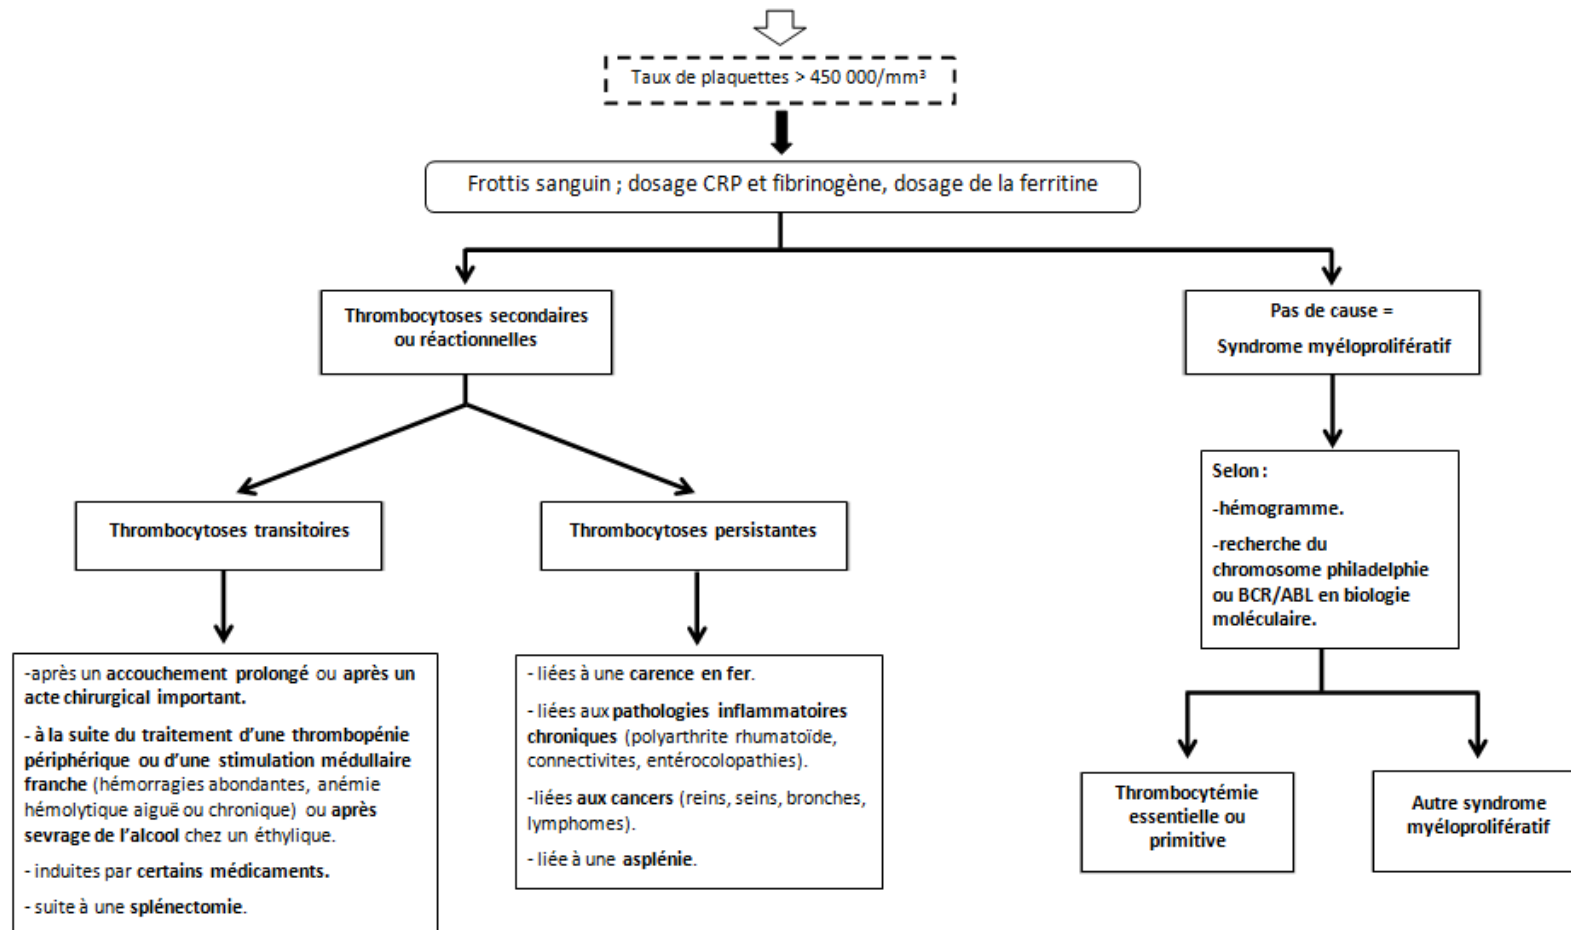 Taux de plaquettes > 450 000/mm³
Frottis sanguin ; dosage CRP et fibrinogène, dosage de la ferritine
Thrombocytoses secondaires
ou réactionnelles
Pas de cause =
Syndrome myéloprolifératif
Thrombocytoses transitoires
Thrombocytoses persistantes
Selon :
-hémogramme.
-recherche du
chromosome philadelphie
ou BCR/ABL en biologie
moléculaire.
-après un accouchement prolongé ou après un
acte chirurgical important.
- à la suite du traitement d’une thrombopénie
périphérique ou d’une stimulation médullaire
franche (hémorragies abondantes, anémie
hémolytique aiguë ou chronique) ou après
sevrage de l’alcool chez un éthylique.
- induites par certains médicaments.
- suite à une splénectomie.
- liées à une carence en fer.
- liées aux pathologies inflammatoires
chroniques (polyarthrite rhumatoïde,
connectivites, entérocolopathies).
-liées aux cancers (reins, seins, bronches,
lymphomes).
- liée à une asplénie.
Thrombocytémie
essentielle ou
primitive
Autre syndrome
myéloprolifératif